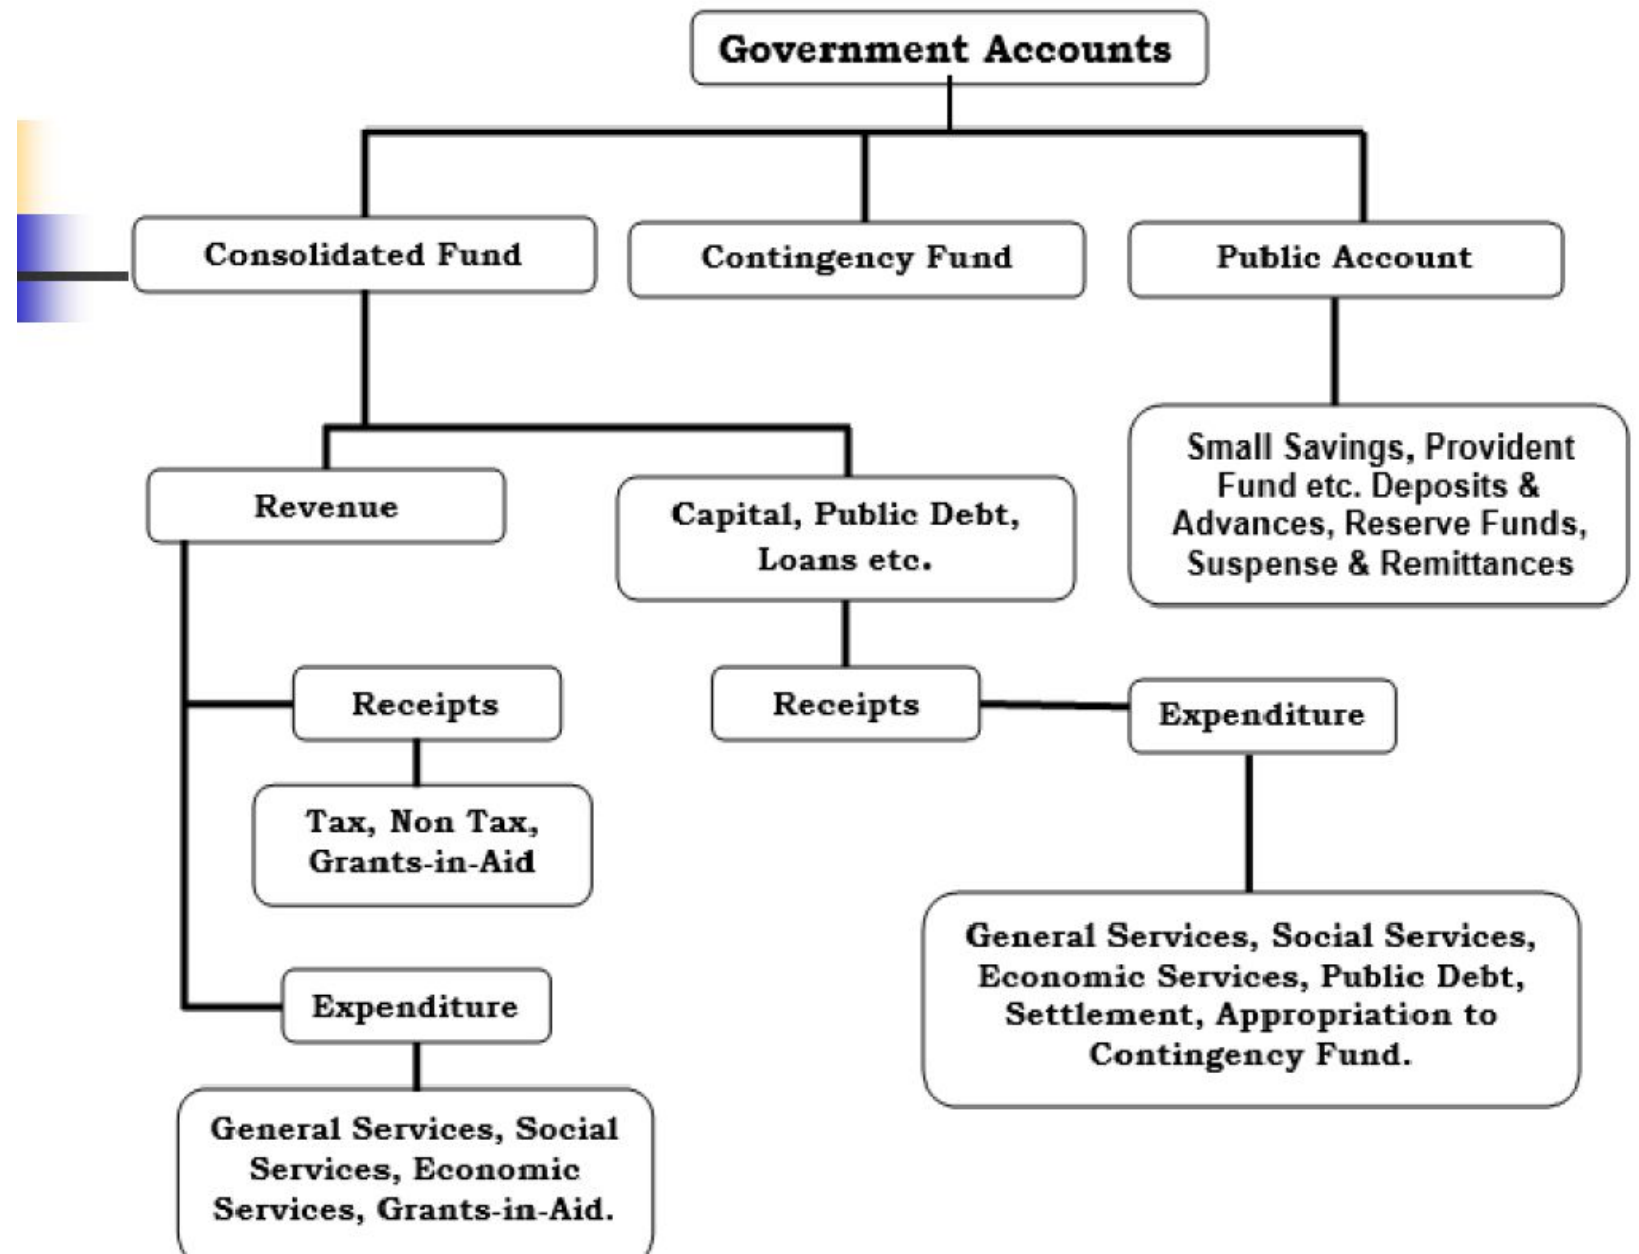 Government Accounts
Consolidated Fund
Contingency Fund
Public Account
Revenue
Capital, Public Debt,
Loans etc.
Small Savings, Provident
Fund etc. Deposits &
Advances, Reserve Funds,
Suspense & Remittances
Receipts
Receipts
Expenditure
Tax, Non Tax,
Grants-in-Aid
Expenditure
General Services, Social Services,
Economic Services, Public Debt,
Settlement, Appropriation to
Contingency Fund.
General Services, Social
Services, Economic
Services, Grants-in-Aid.